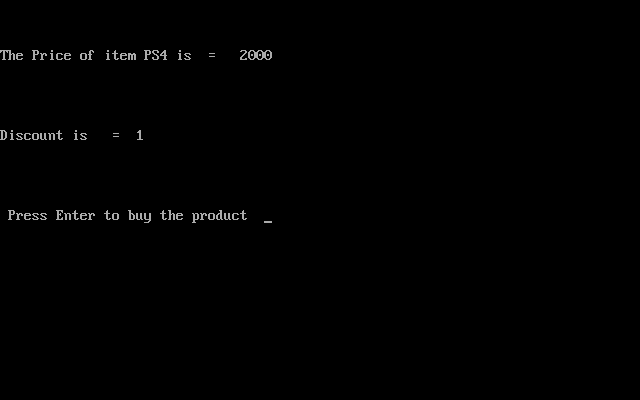 The Price of item PS4 is  =   2000
Discount is   =  1
Press Enter to buy the product  _